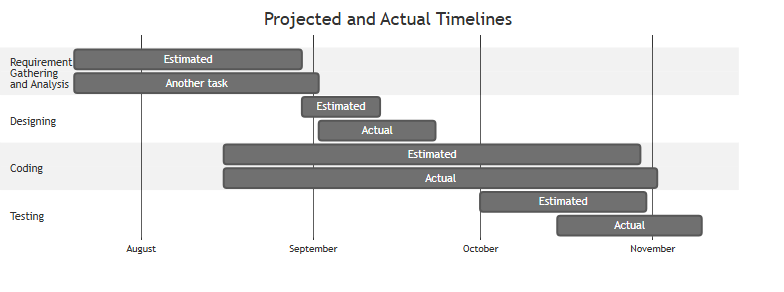 Projected and Actual Timelines
Requirement
Gathering
and Analysis
Estimated
Another task
Designing
Estimated
Actual
Coding
Estimated
Actual
Testing
Estimated
Actual
August
September
October
November